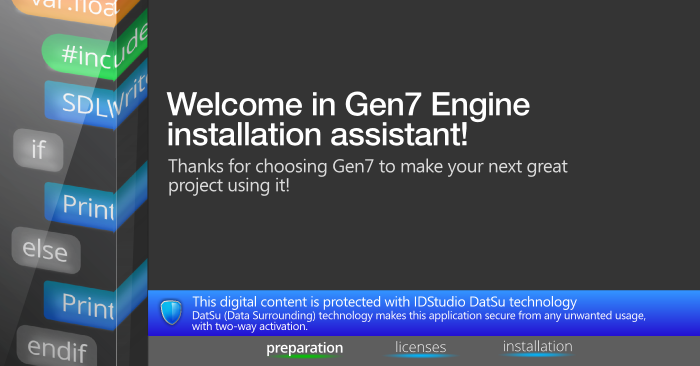 var.floa
#include
SDLWrite
if
Print
else
Print
endif
Welcome in Gen7 Engine
installation assistant!
Thanks for choosing Gen7 to make your next great
project using it!
This digital content is protected with IDStudio DatSu technology
DatSu (Data Surrounding) technology makes this application secure from any unwanted usage,
with two-way activation.
preparation licenses installation